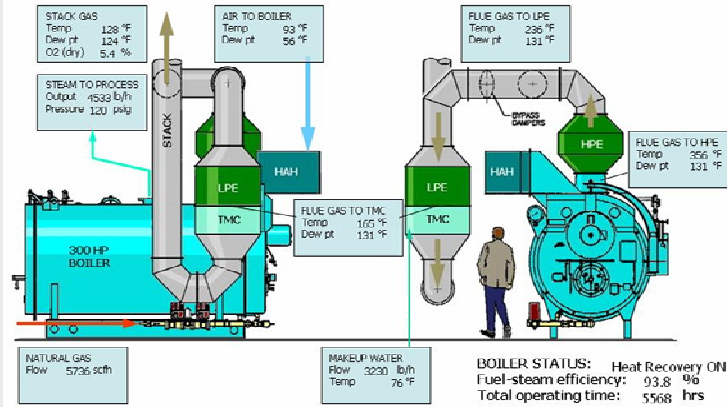 STACK GAS
Temp 128 °F
Dew pt 124 °F
O2 (dry) 5.4 %
AIR TO BOILER
Temp 93 °F
Dew pt 56 °F
FLUE GAS TO LPE
Temp 236 °F
Dew pt 131 °F
STEAM TO PROCESS
Output 4533 lb/h
Pressure 120 psig
STACK
BYPASS
DAMPERS
HPE
FLUE GAS TO HPE
Temp 356 °F
Dew pt 131 °F
HAH
HAH
LPE
LPE
TMC
TMC
FLUE GAS TO TMC
Temp 165 °F
Dew pt 131 °F
300 HP
BOILER
NATURAL GAS
Flow 5736 scfh
MAKEUP WATER
Flow 3230 lb/h
Temp 76 °F
BOILER STATUS: Heat Recovery ON
Fuel-steam efficiency: 93.8 %
Total operating time: 5568 hrs